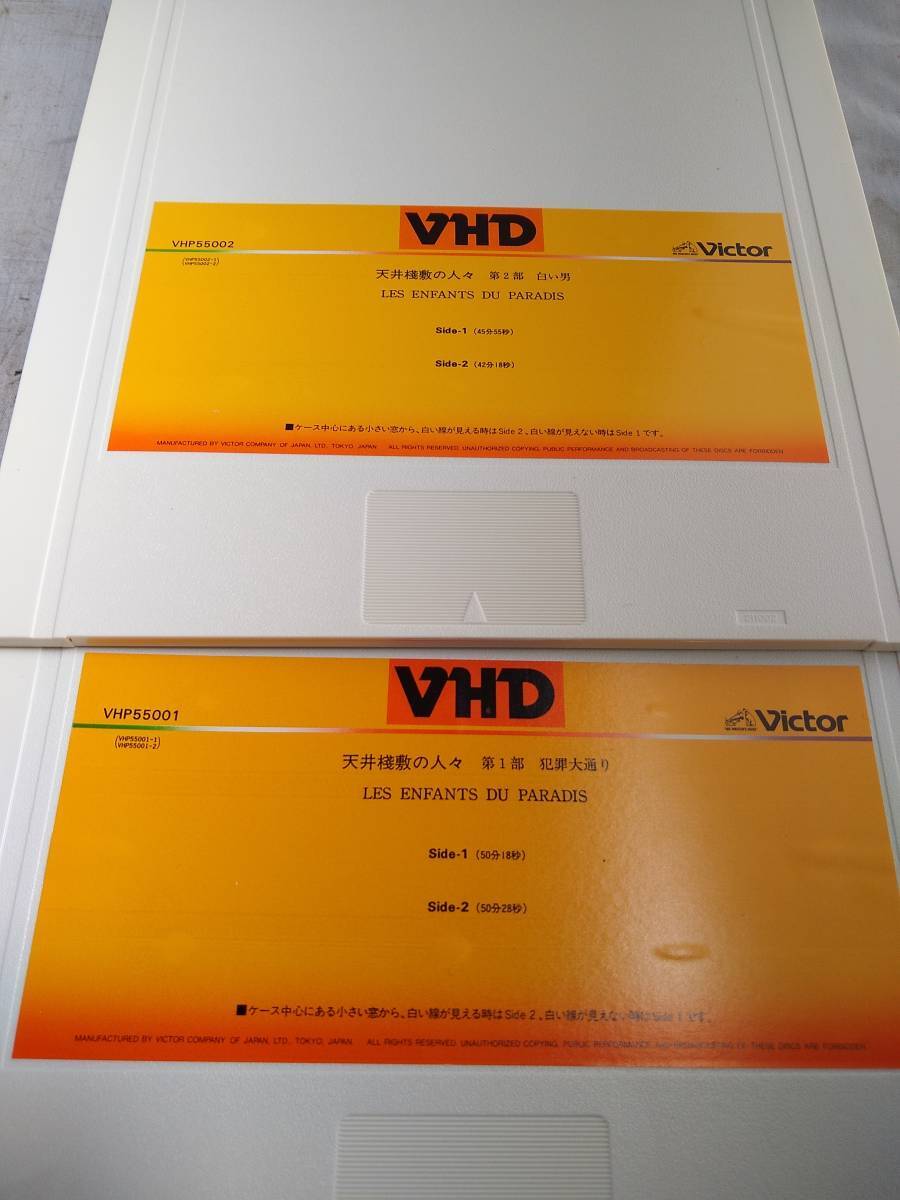 VHD
VHP55002
(VHP55002-1)
(VHP55002-2)
Victor
天井棧敷の人々 第2部 白い男
LES ENFANTS DU PARADIS
Side-1 (45分55秒)
Side-2 (42分18秒)
■ケース中心にある小さい窓から、白い線が見える時はSide 2、白い線が見えない時はSide 1です。
MANUFACTURED BY VICTOR COMPANY OF JAPAN, LTD., TOKYO, JAPAN ALL RIGHTS RESERVED. UNAUTHORIZED COPYING, PUBLIC PERFORMANCE AND BROADCASTING OF THESE DISCS ARE FORBIDDEN
VHD
VHP55001
(VHP55001-1)
(VHP55001-2)
Victor
天井棧敷の人々 第1部 犯罪大通り
LES ENFANTS DU PARADIS
Side-1 (50分18秒)
Side-2 (50分28秒)
■ケース中心にある小さい窓から、白い線が見える時はSide 2、白い線が見えない時はSide 1です。
MANUFACTURED BY VICTOR COMPANY OF JAPAN, LTD., TOKYO, JAPAN ALL RIGHTS RESERVED. UNAUTHORIZED COPYING, PUBLIC PERFORMANCE AND BROADCASTING OF THESE DISCS ARE FORBIDDEN